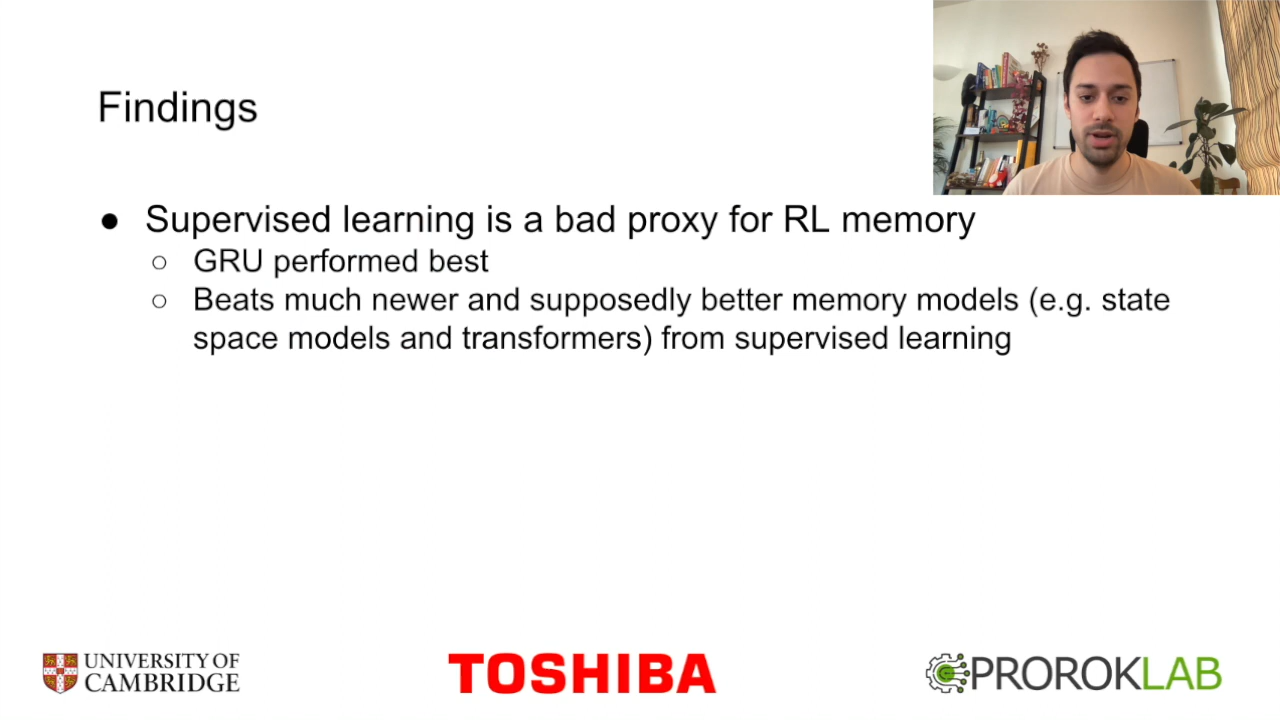 Findings
● Supervised learning is a bad proxy for RL memory
○ GRU performed best
○ Beats much newer and supposedly better memory models (e.g. state
space models and transformers) from supervised learning
UNIVERSITY OF
CAMBRIDGE
TOSHIBA
PROROKLAB